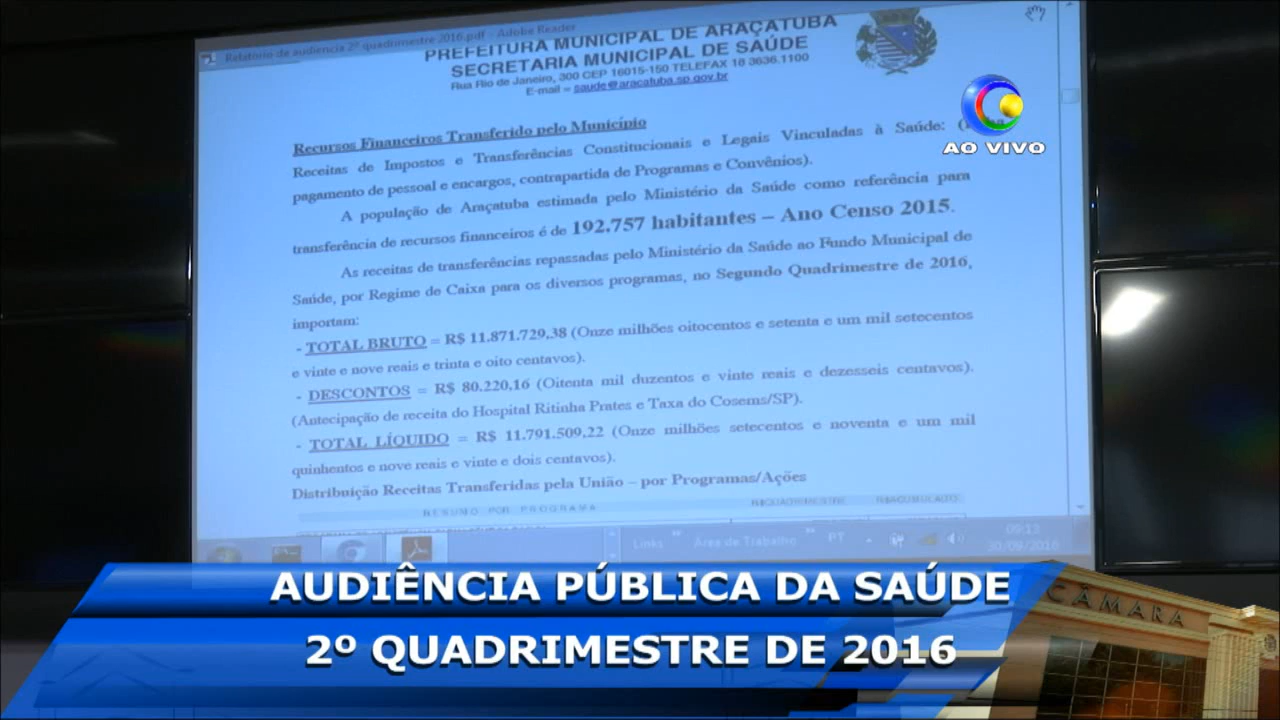 Relatório de audiencia 2º quadrimestre 2016.pdf - Adobe Reader
PREFEITURA MUNICIPAL DE ARAÇATUBA
SECRETARIA MUNICIPAL DE SAÚDE
Rua Rio de Janeiro, 300 CEP 16015-150 TELEFAX 18 3636.1100
E-mail = saude@aracatuba.sp.gov.br
AO VIVO
Recursos Financeiros Transferido pelo Município
Receitas de Impostos e Transferências Constitucionais e Legais Vinculadas à Saúde:
pagamento de pessoal e encargos, contrapartida de Programas e Convênios).
A população de Araçatuba estimada pelo Ministério da Saúde como referência para
transferência de recursos financeiros é de 192.757 habitantes – Ano Censo 2015.
As receitas de transferências repassadas pelo Ministério da Saúde ao Fundo Municipal de
Saúde, por Regime de Caixa para os diversos programas, no Segundo Quadrimestre de 2016,
importam:
- TOTAL BRUTO = R$ 11.871.729,38 (Onze milhões oitocentos e setenta e um mil setecentos
e vinte e nove reais e trinta e oito centavos).
- DESCONTOS = R$ 80.220,16 (Oitenta mil duzentos e vinte reais e dezesseis centavos).
(Antecipação de receita do Hospital Ritinha Prates e Taxa do Cosems/SP).
- TOTAL LÍQUIDO = R$ 11.791.509,22 (Onze milhões setecentos e noventa e um mil
quinhentos e nove reais e vinte e dois centavos).
Distribuição Receitas Transferidas pela União – por Programas/Ações
RESUMO POR PROGRAMA R$QUADRIMESTRE R$ACUMULADO
Links Área de Trabalho PT 09:13
30/09/2016
AUDIÊNCIA PÚBLICA DA SAÚDE
2º QUADRIMESTRE DE 2016
CÂMARA